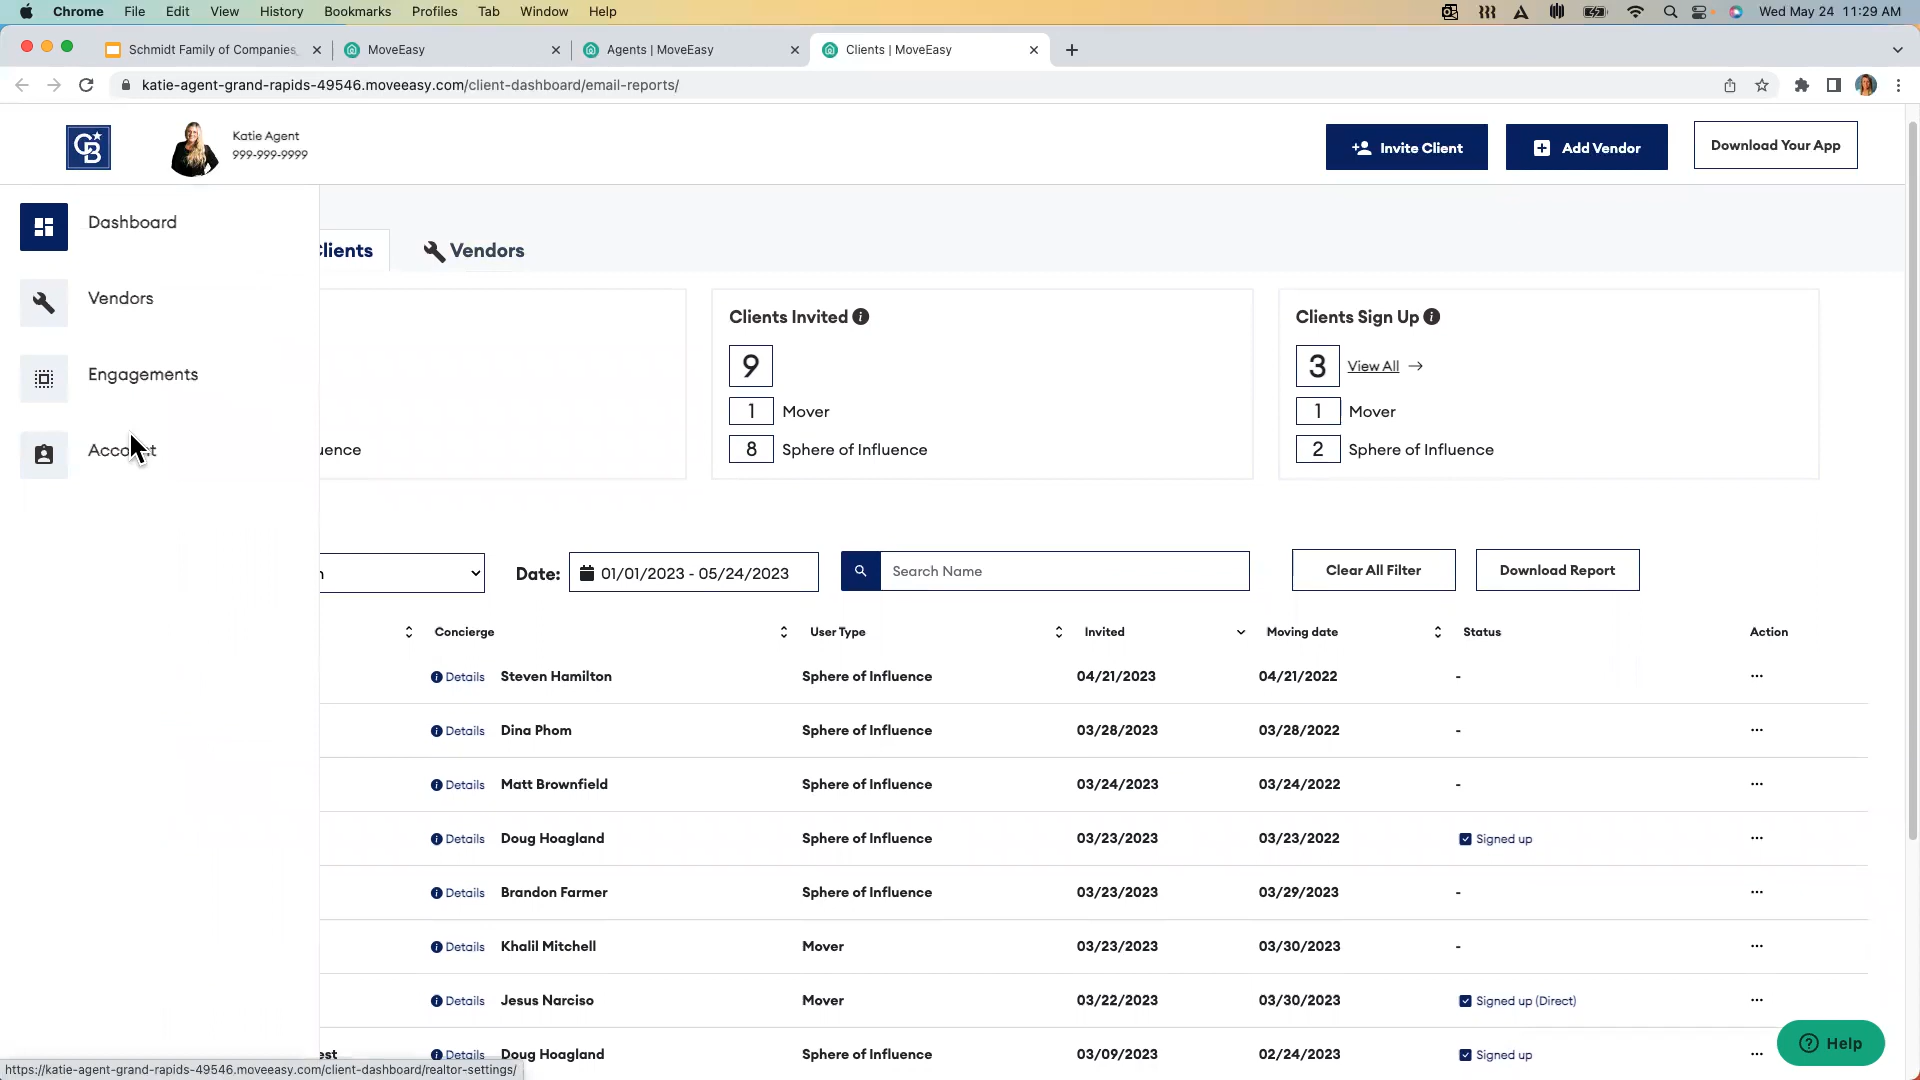 Chrome File Edit View History Bookmarks Profiles Tab Window Help Wed May 24 11:29 AM
Schmidt Family of Companies MoveEasy Agents | MoveEasy Clients | MoveEasy
katie-agent-grand-rapids-49546.moveeasy.com/client-dashboard/email-reports/
CB
Katie Agent
999-999-9999
Invite Client
Add Vendor
Download Your App
Dashboard
Vendors
Engagements
Account
Clients
Vendors
uence
Clients Invited
9
1 Mover
8 Sphere of Influence
Clients Sign Up
3 View All →
1 Mover
2 Sphere of Influence
Date: 01/01/2023 - 05/24/2023
Search Name
Clear All Filter
Download Report
Concierge User Type Invited Moving date Status Action
Details Steven Hamilton Sphere of Influence 04/21/2023 04/21/2022 - ...
Details Dina Phom Sphere of Influence 03/28/2023 03/28/2022 - ...
Details Matt Brownfield Sphere of Influence 03/24/2023 03/24/2022 - ...
Details Doug Hoagland Sphere of Influence 03/23/2023 03/23/2022 Signed up ...
Details Brandon Farmer Sphere of Influence 03/23/2023 03/29/2023 - ...
Details Khalil Mitchell Mover 03/23/2023 03/30/2023 - ...
Details Jesus Narciso Mover 03/22/2023 03/30/2023 Signed up (Direct) ...
est Details Doug Hoagland Sphere of Influence 03/09/2023 02/24/2023 Signed up ...
Help
https://katie-agent-grand-rapids-49546.moveeasy.com/client-dashboard/realtor-settings/